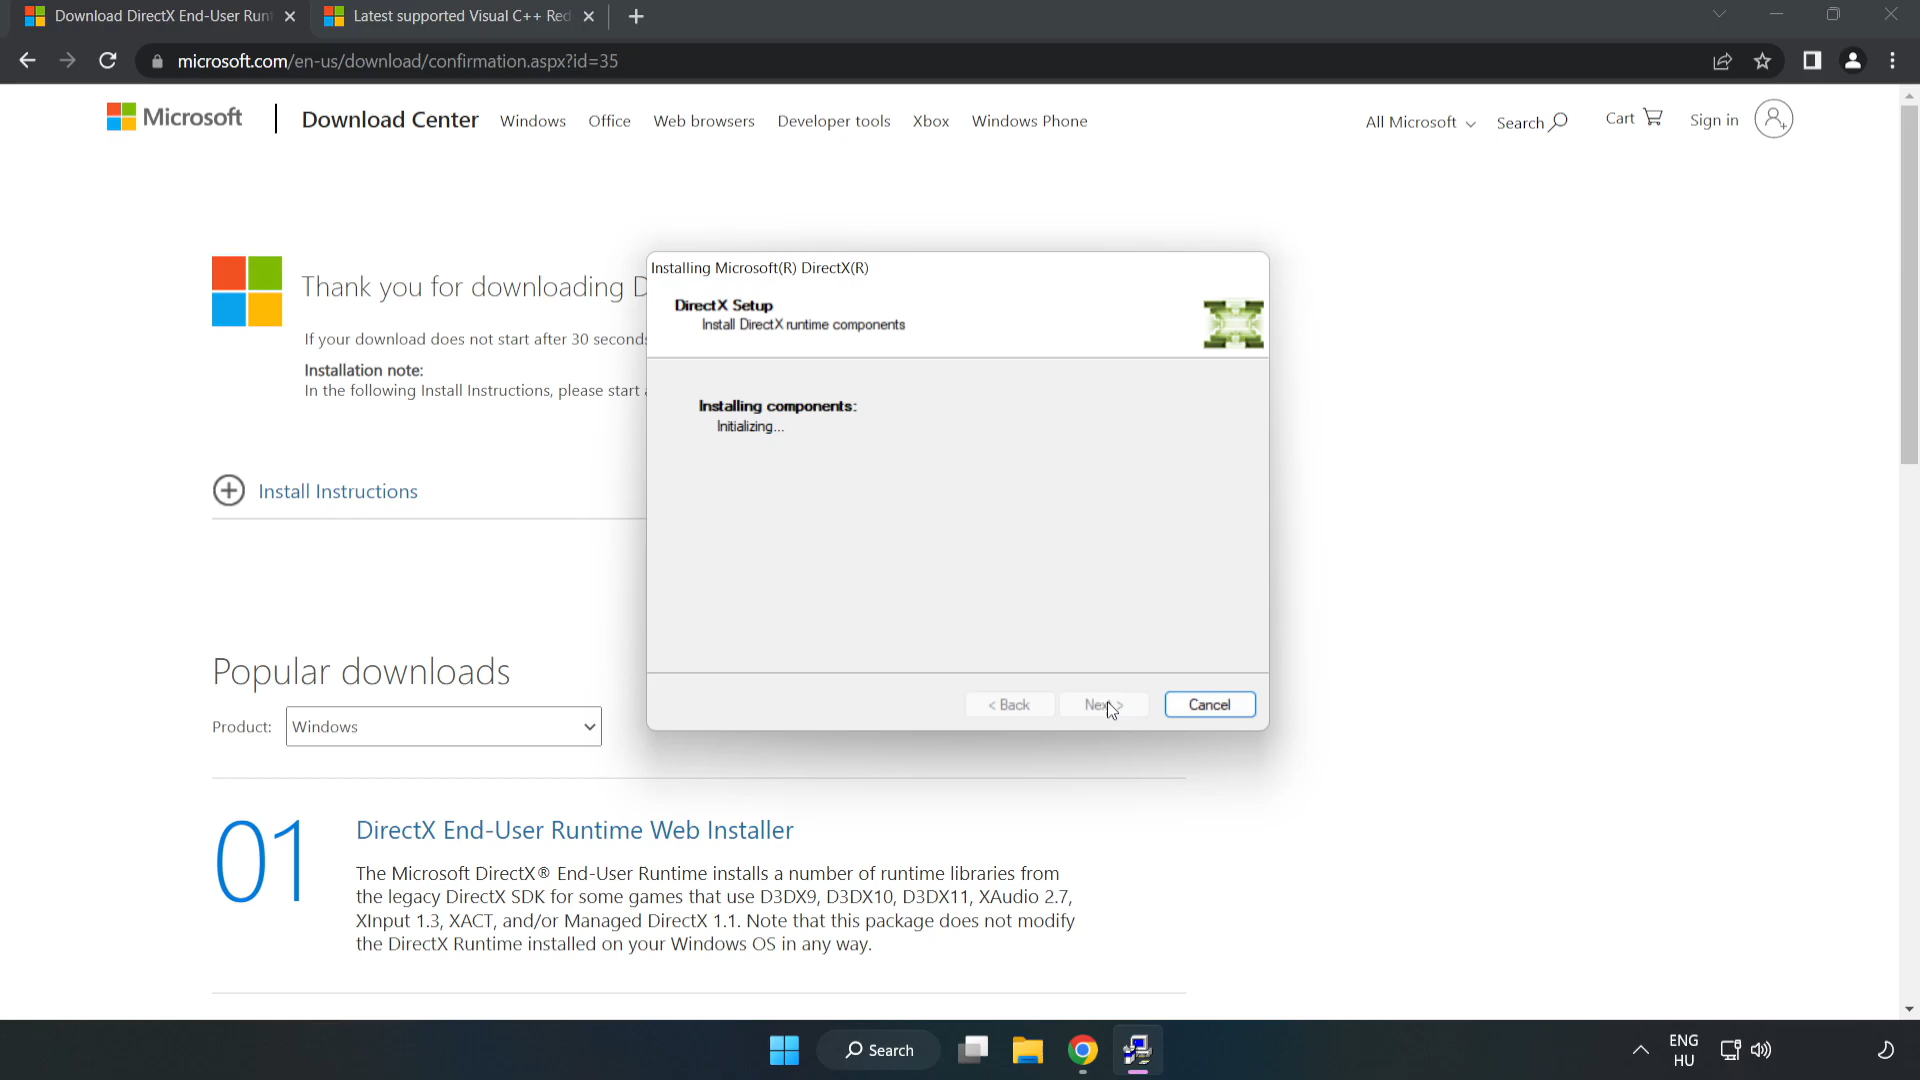 Download DirectX End-User Runt
Latest supported Visual C++ Red
microsoft.com/en-us/download/confirmation.aspx?id=35
Microsoft
Download Center
Windows
Office
Web browsers
Developer tools
Xbox
Windows Phone
All Microsoft
Search
Cart
Sign in
Thank you for downloading D
If your download does not start after 30 seconds
Installation note:
In the following Install Instructions, please start a
Install Instructions
Installing Microsoft(R) DirectX(R)
DirectX Setup
Install DirectX runtime components
Installing components:
Initializing...
< Back
Next >
Cancel
Popular downloads
Product:
Windows
01
DirectX End-User Runtime Web Installer
The Microsoft DirectX® End-User Runtime installs a number of runtime libraries from
the legacy DirectX SDK for some games that use D3DX9, D3DX10, D3DX11, XAudio 2.7,
XInput 1.3, XACT, and/or Managed DirectX 1.1. Note that this package does not modify
the DirectX Runtime installed on your Windows OS in any way.
Search
ENG
HU